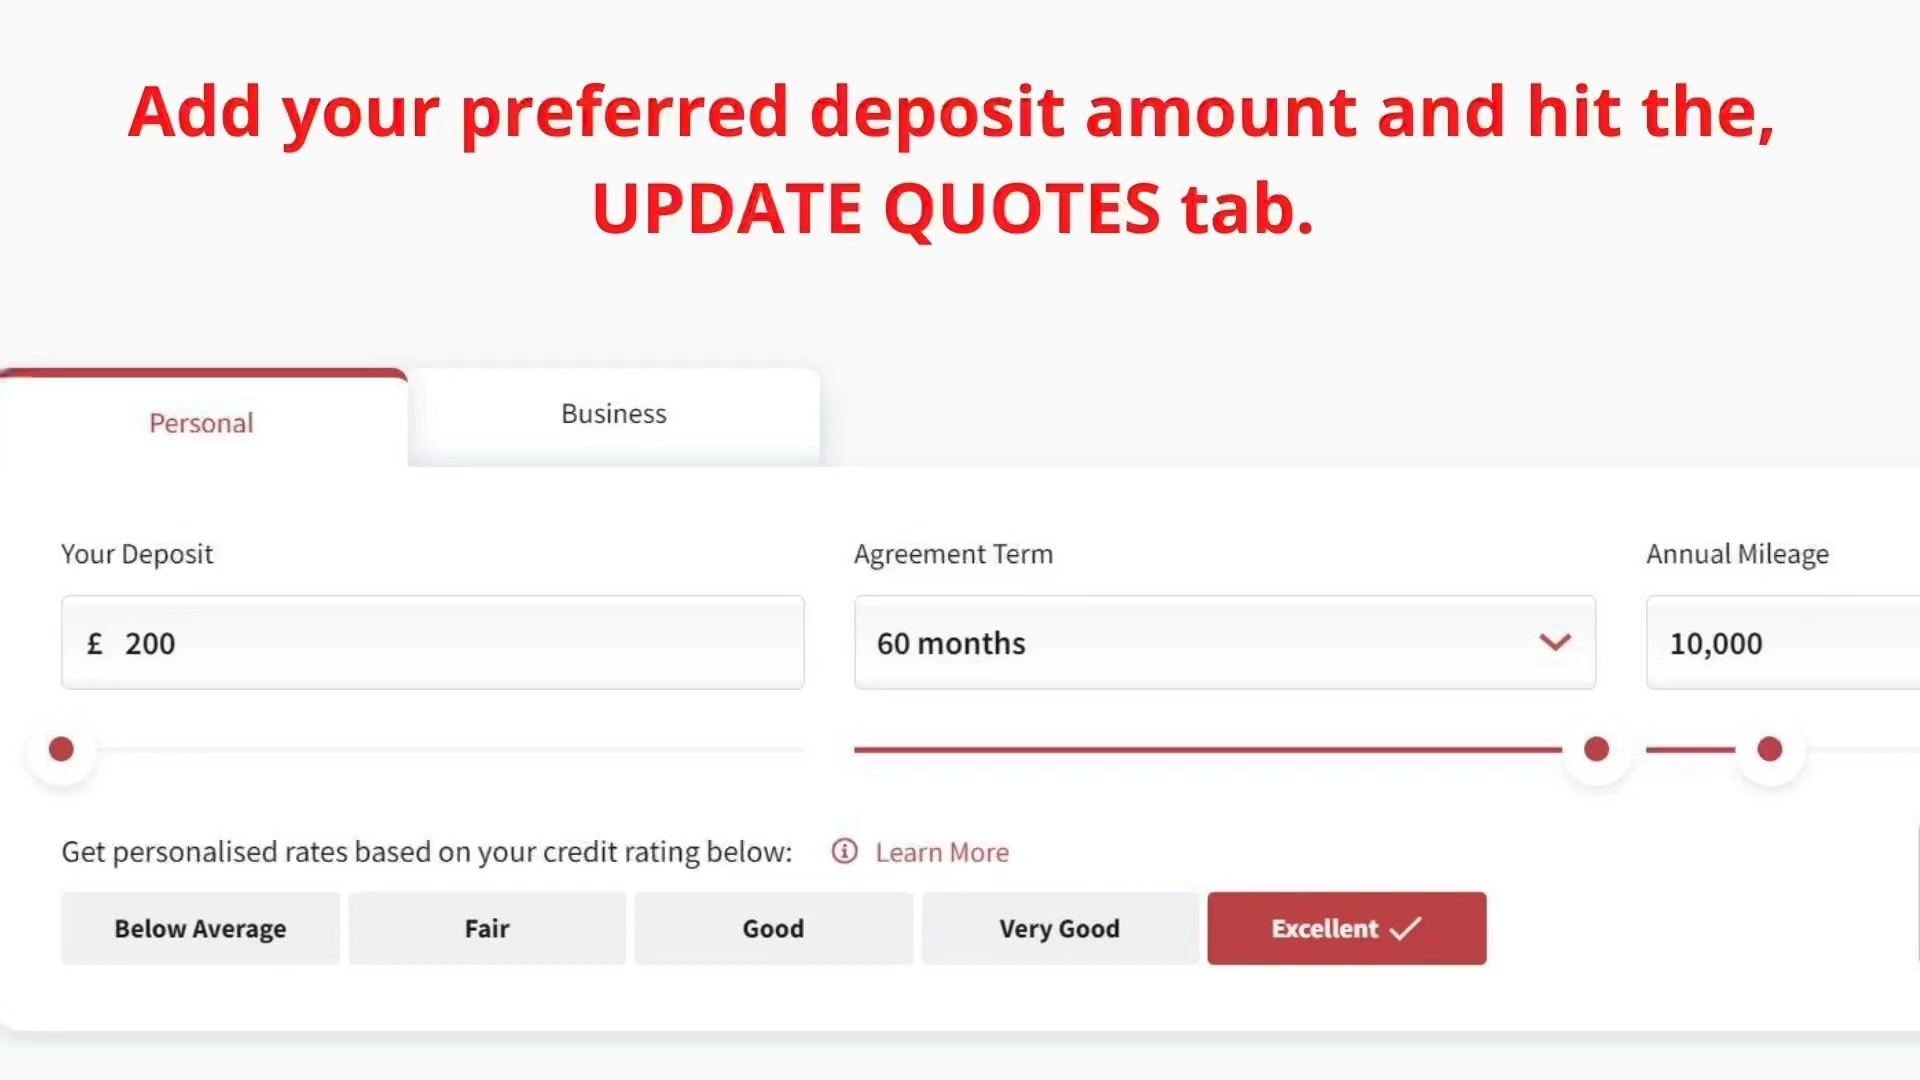 Add your preferred deposit amount and hit the,
UPDATE QUOTES tab.
Personal
Business
Your Deposit
Agreement Term
Annual Mileage
£ 200
60 months
10,000
Get personalised rates based on your credit rating below:
Learn More
Below Average
Fair
Good
Very Good
Excellent